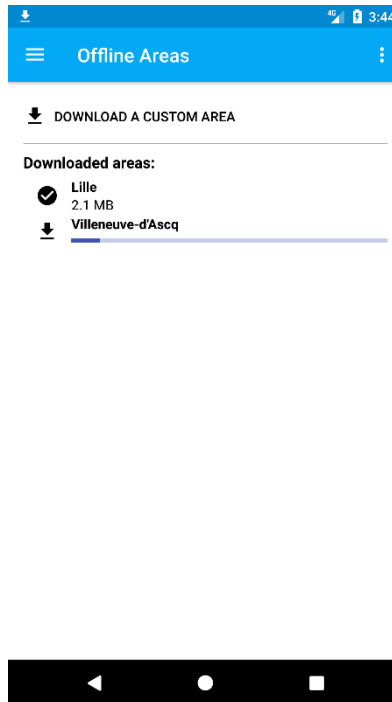 4G 3:44
Offline Areas
DOWNLOAD A CUSTOM AREA
Downloaded areas:
Lille
2.1 MB
Villeneuve-d'Ascq